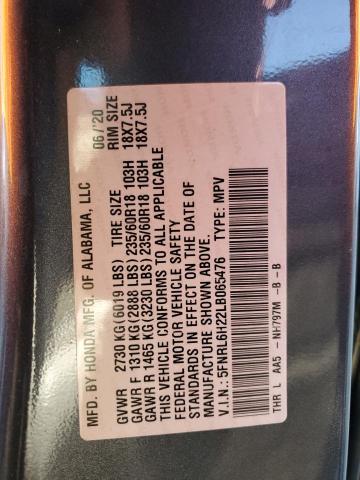 MFD. BY HONDA MFG. OF ALABAMA, LLC 06/'20
GVWR 2730 KG(6019 LBS) TIRE SIZE RIM SIZE
GAWR F 1310 KG(2888 LBS) 235/60R18 103H 18X7.5J
GAWR R 1465 KG(3230 LBS) 235/60R18 103H 18X7.5J
THIS VEHICLE CONFORMS TO ALL APPLICABLE
FEDERAL MOTOR VEHICLE SAFETY
STANDARDS IN EFFECT ON THE DATE OF
MANUFACTURE SHOWN ABOVE.
V.I.N.: 5FNRL6H22LB065476 TYPE: MPV
THR L AA5 - NH797M -B -B